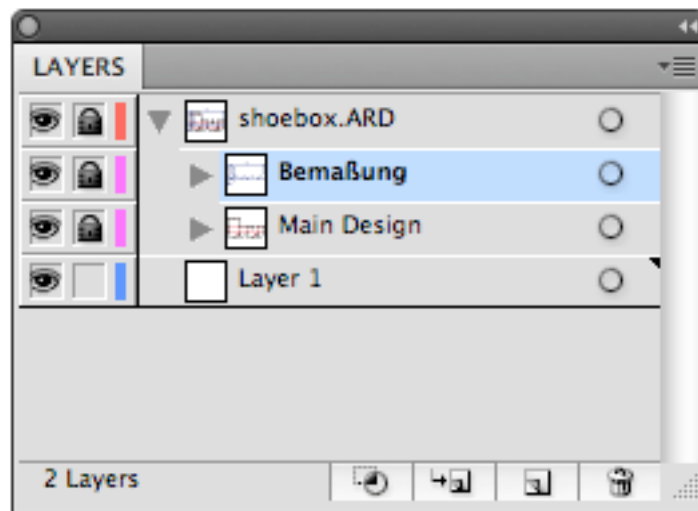 LAYERS
shoebox.ARD
Bemaßung
Main Design
Layer 1
2 Layers